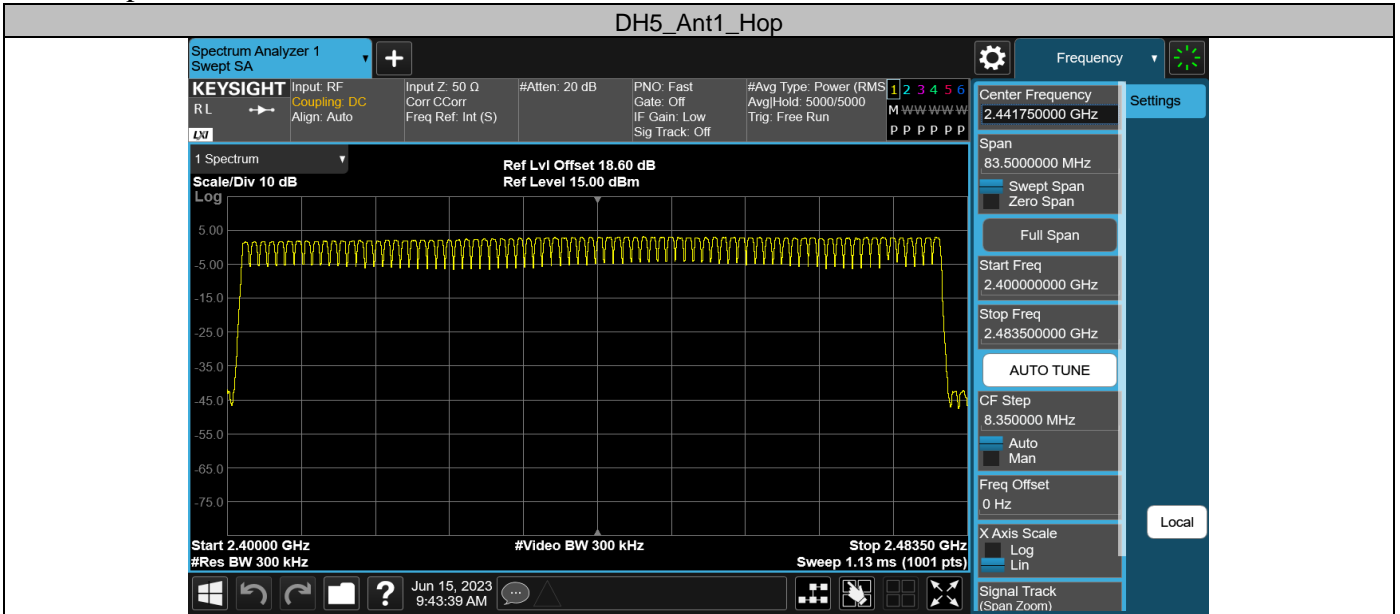 DH5_Ant1_Hop
Spectrum Analyzer 1
Swept SA
+
Frequency
KEYSIGHT
R L
LXI
Input: RF
Coupling: DC
Align: Auto
Input Z: 50 Ω
Corr CCorr
Freq Ref: Int (S)
#Atten: 20 dB
PNO: Fast
Gate: Off
IF Gain: Low
Sig Track: Off
#Avg Type: Power (RMS
Avg|Hold: 5000/5000
Trig: Free Run
1 2 3 4 5 6
M W W W W W
P P P P P P
Center Frequency
2.441750000 GHz
Settings
1 Spectrum
Ref Lvl Offset 18.60 dB
Scale/Div 10 dB
Ref Level 15.00 dBm
Log
5.00
-5.00
-15.0
-25.0
-35.0
-45.0
-55.0
-65.0
-75.0
Span
83.5000000 MHz
Swept Span
Zero Span
Full Span
Start Freq
2.400000000 GHz
Stop Freq
2.483500000 GHz
AUTO TUNE
CF Step
8.350000 MHz
Auto
Man
Freq Offset
0 Hz
X Axis Scale
Log
Lin
Signal Track
(Span Zoom)
Local
Start 2.40000 GHz
#Video BW 300 kHz
Stop 2.48350 GHz
#Res BW 300 kHz
Sweep 1.13 ms (1001 pts)
?
Jun 15, 2023
9:43:39 AM